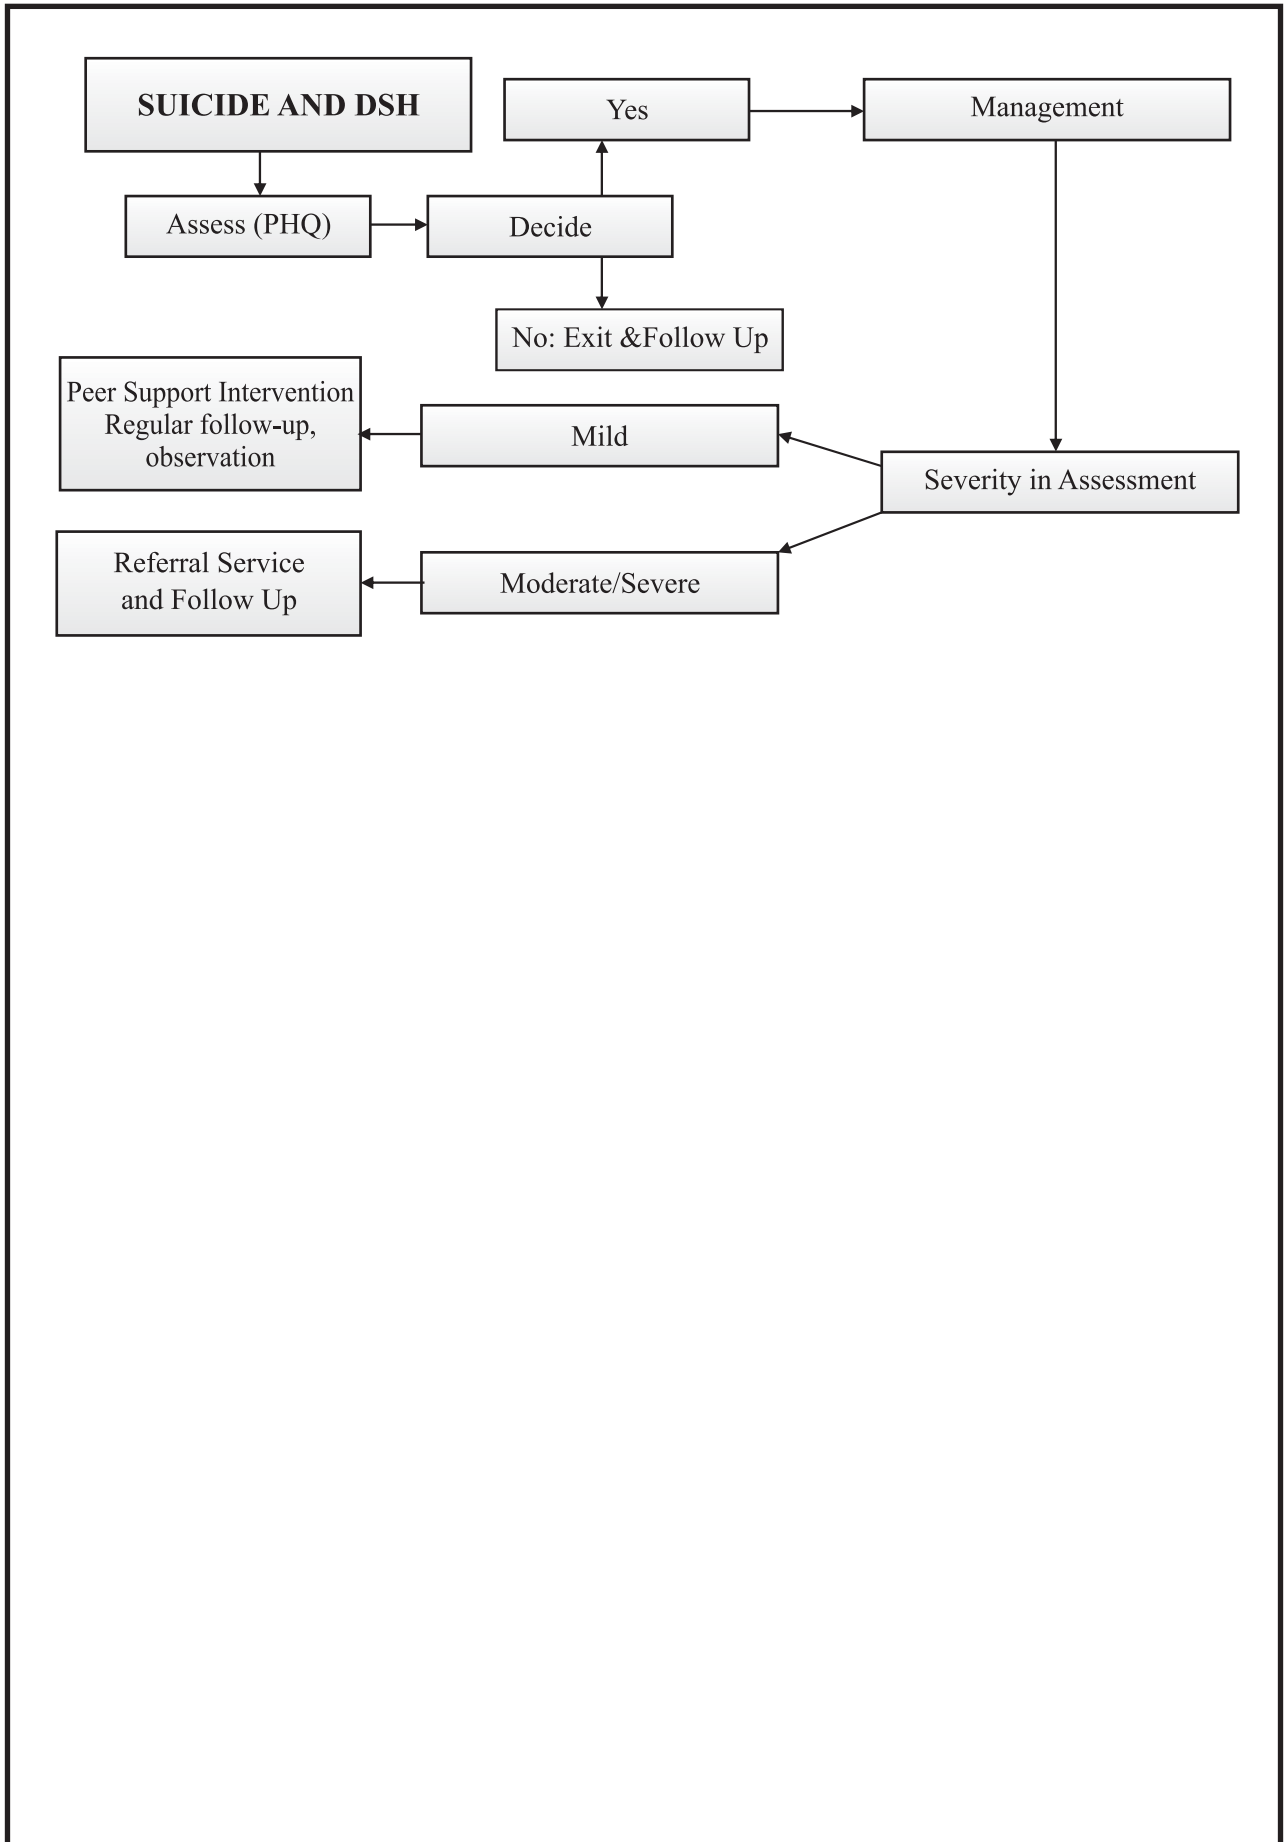 SUICIDE AND DSH
Assess (PHQ)
Decide
Yes
Management
No: Exit &Follow Up
Severity in Assessment
Mild
Peer Support Intervention
Regular follow-up,
observation
Moderate/Severe
Referral Service
and Follow Up